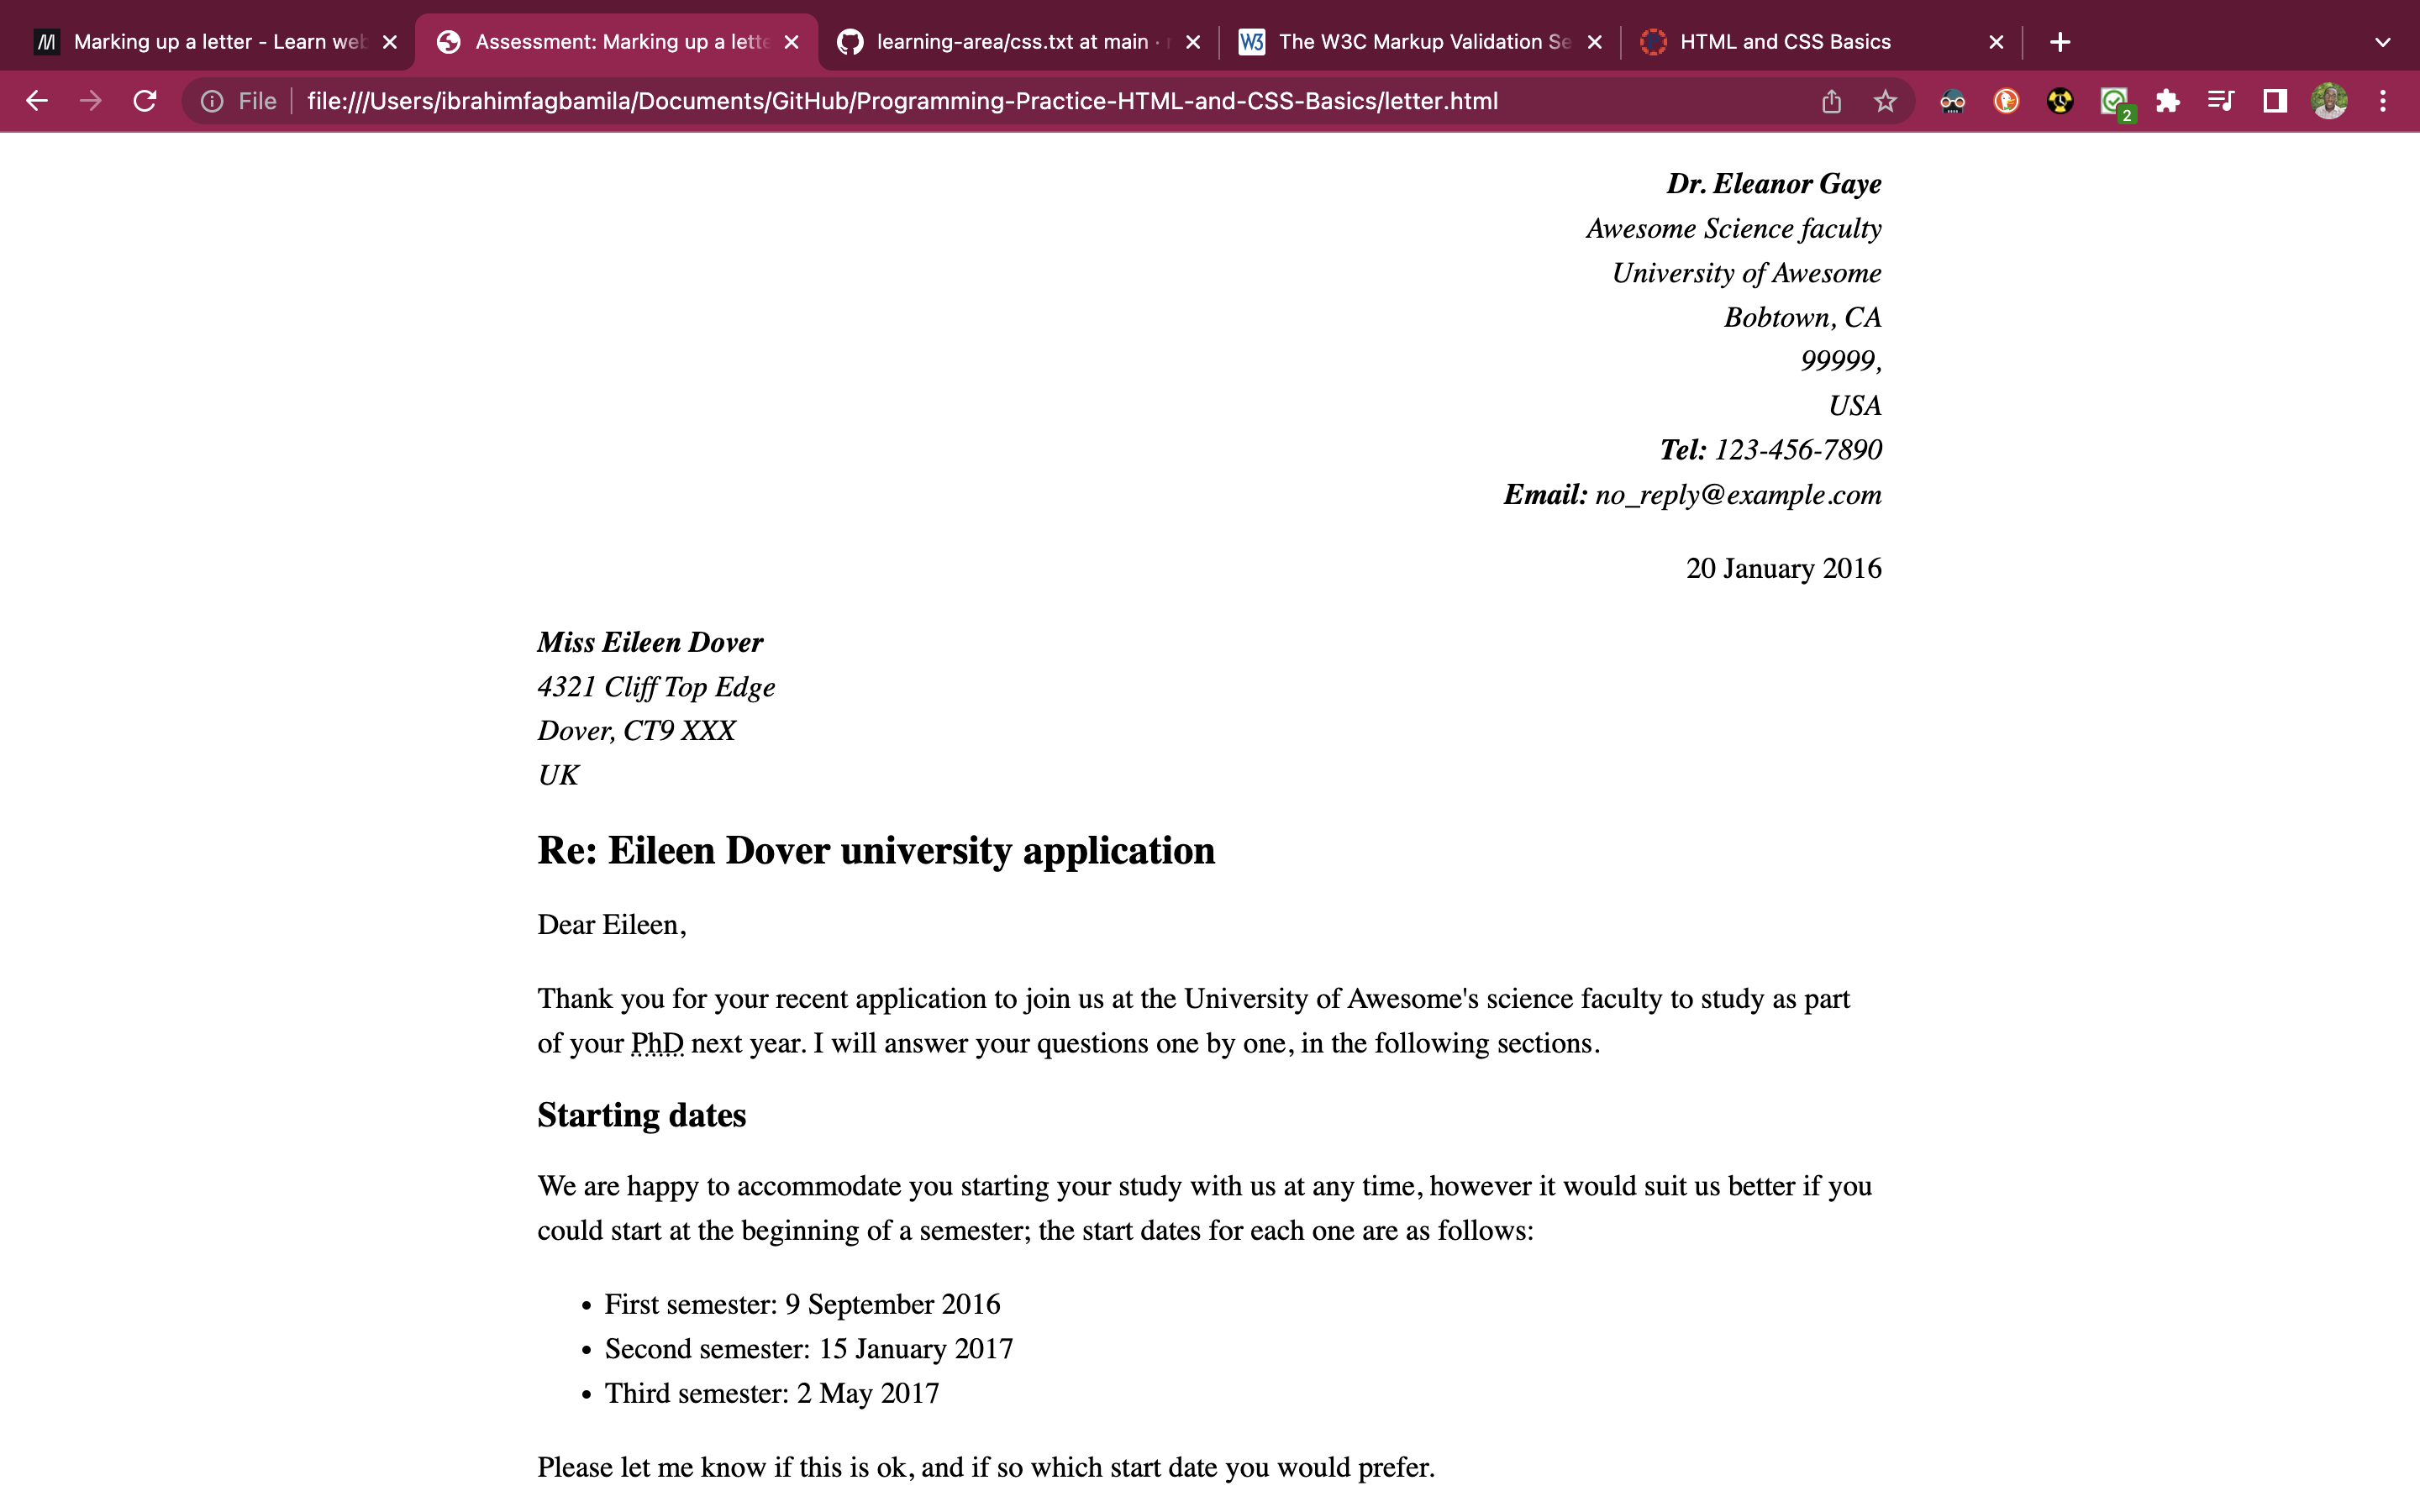 Marking up a letter - Learn web
Assessment: Marking up a lette
learning-area/css.txt at main ·
W3
The W3C Markup Validation Se
HTML and CSS Basics
File
file:///Users/ibrahimfagbamila/Documents/GitHub/Programming-Practice-HTML-and-CSS-Basics/letter.html
2
Dr. Eleanor Gaye
Awesome Science faculty
University of Awesome
Bobtown, CA
99999,
USA
Tel: 123-456-7890
Email: no_reply@example.com
20 January 2016
Miss Eileen Dover
4321 Cliff Top Edge
Dover, CT9 XXX
UK
Re: Eileen Dover university application
Dear Eileen,
Thank you for your recent application to join us at the University of Awesome's science faculty to study as part
of your PhD next year. I will answer your questions one by one, in the following sections.
Starting dates
We are happy to accommodate you starting your study with us at any time, however it would suit us better if you
could start at the beginning of a semester; the start dates for each one are as follows:
• First semester: 9 September 2016
• Second semester: 15 January 2017
• Third semester: 2 May 2017
Please let me know if this is ok, and if so which start date you would prefer.